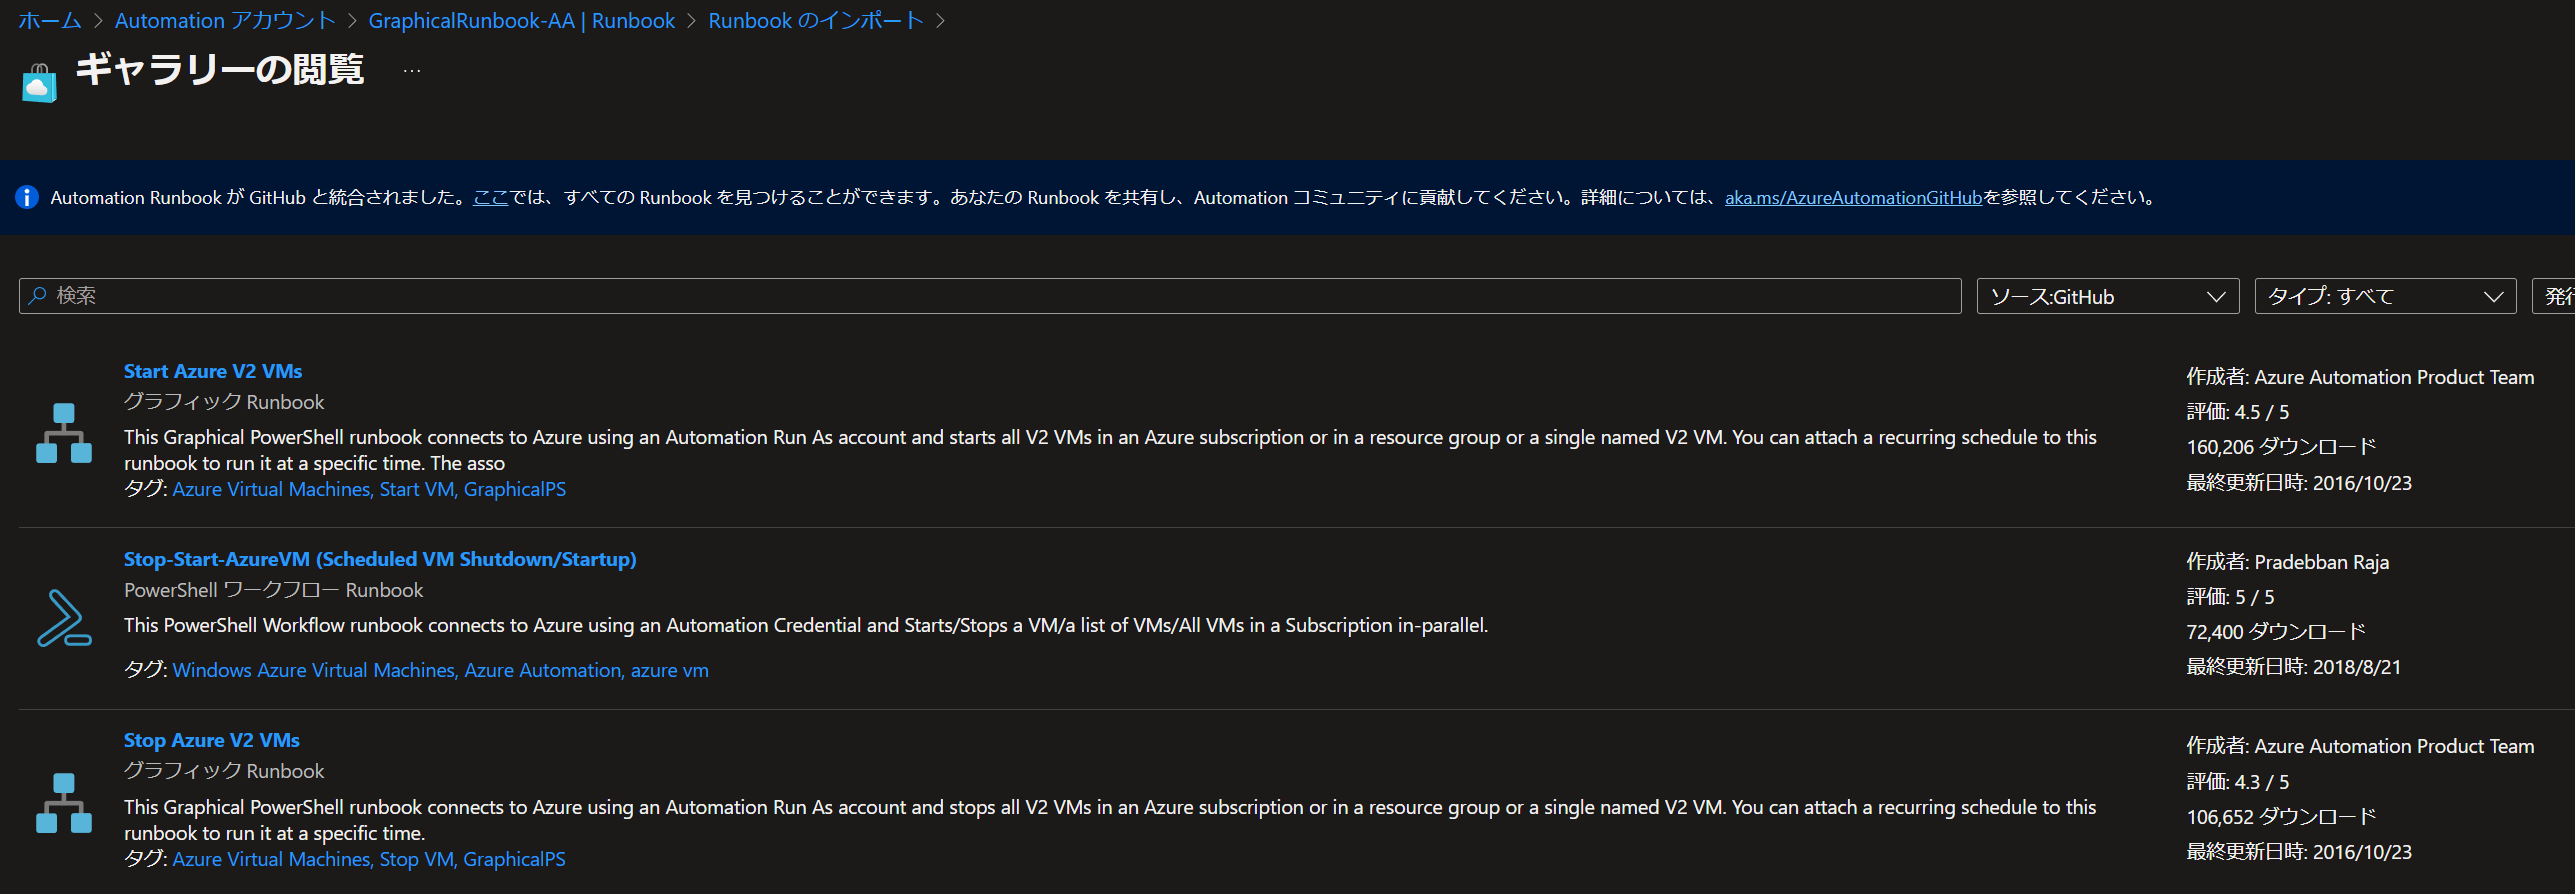 ホーム > Automation アカウント > GraphicalRunbook-AA | Runbook > Runbook のインポート >
ギャラリーの閲覧 ...
Automation Runbook が GitHub と統合されました。ここでは、すべての Runbook を見つけることができます。あなたの Runbook を共有し、Automation コミュニティに貢献してください。詳細については、aka.ms/AzureAutomationGitHubを参照してください。
検索
ソース:GitHub
タイプ: すべて
発行
Start Azure V2 VMs
グラフィック Runbook
This Graphical PowerShell runbook connects to Azure using an Automation Run As account and starts all V2 VMs in an Azure subscription or in a resource group or a single named V2 VM. You can attach a recurring schedule to this
runbook to run it at a specific time. The asso
タグ: Azure Virtual Machines, Start VM, GraphicalPS
作成者: Azure Automation Product Team
評価: 4.5 / 5
160,206 ダウンロード
最終更新日時: 2016/10/23
Stop-Start-AzureVM (Scheduled VM Shutdown/Startup)
PowerShell ワークフロー Runbook
This PowerShell Workflow runbook connects to Azure using an Automation Credential and Starts/Stops a VM/a list of VMs/All VMs in a Subscription in-parallel.
タグ: Windows Azure Virtual Machines, Azure Automation, azure vm
作成者: Pradebban Raja
評価: 5 / 5
72,400 ダウンロード
最終更新日時: 2018/8/21
Stop Azure V2 VMs
グラフィック Runbook
This Graphical PowerShell runbook connects to Azure using an Automation Run As account and stops all V2 VMs in an Azure subscription or in a resource group or a single named V2 VM. You can attach a recurring schedule to this
runbook to run it at a specific time.
タグ: Azure Virtual Machines, Stop VM, GraphicalPS
作成者: Azure Automation Product Team
評価: 4.3 / 5
106,652 ダウンロード
最終更新日時: 2016/10/23